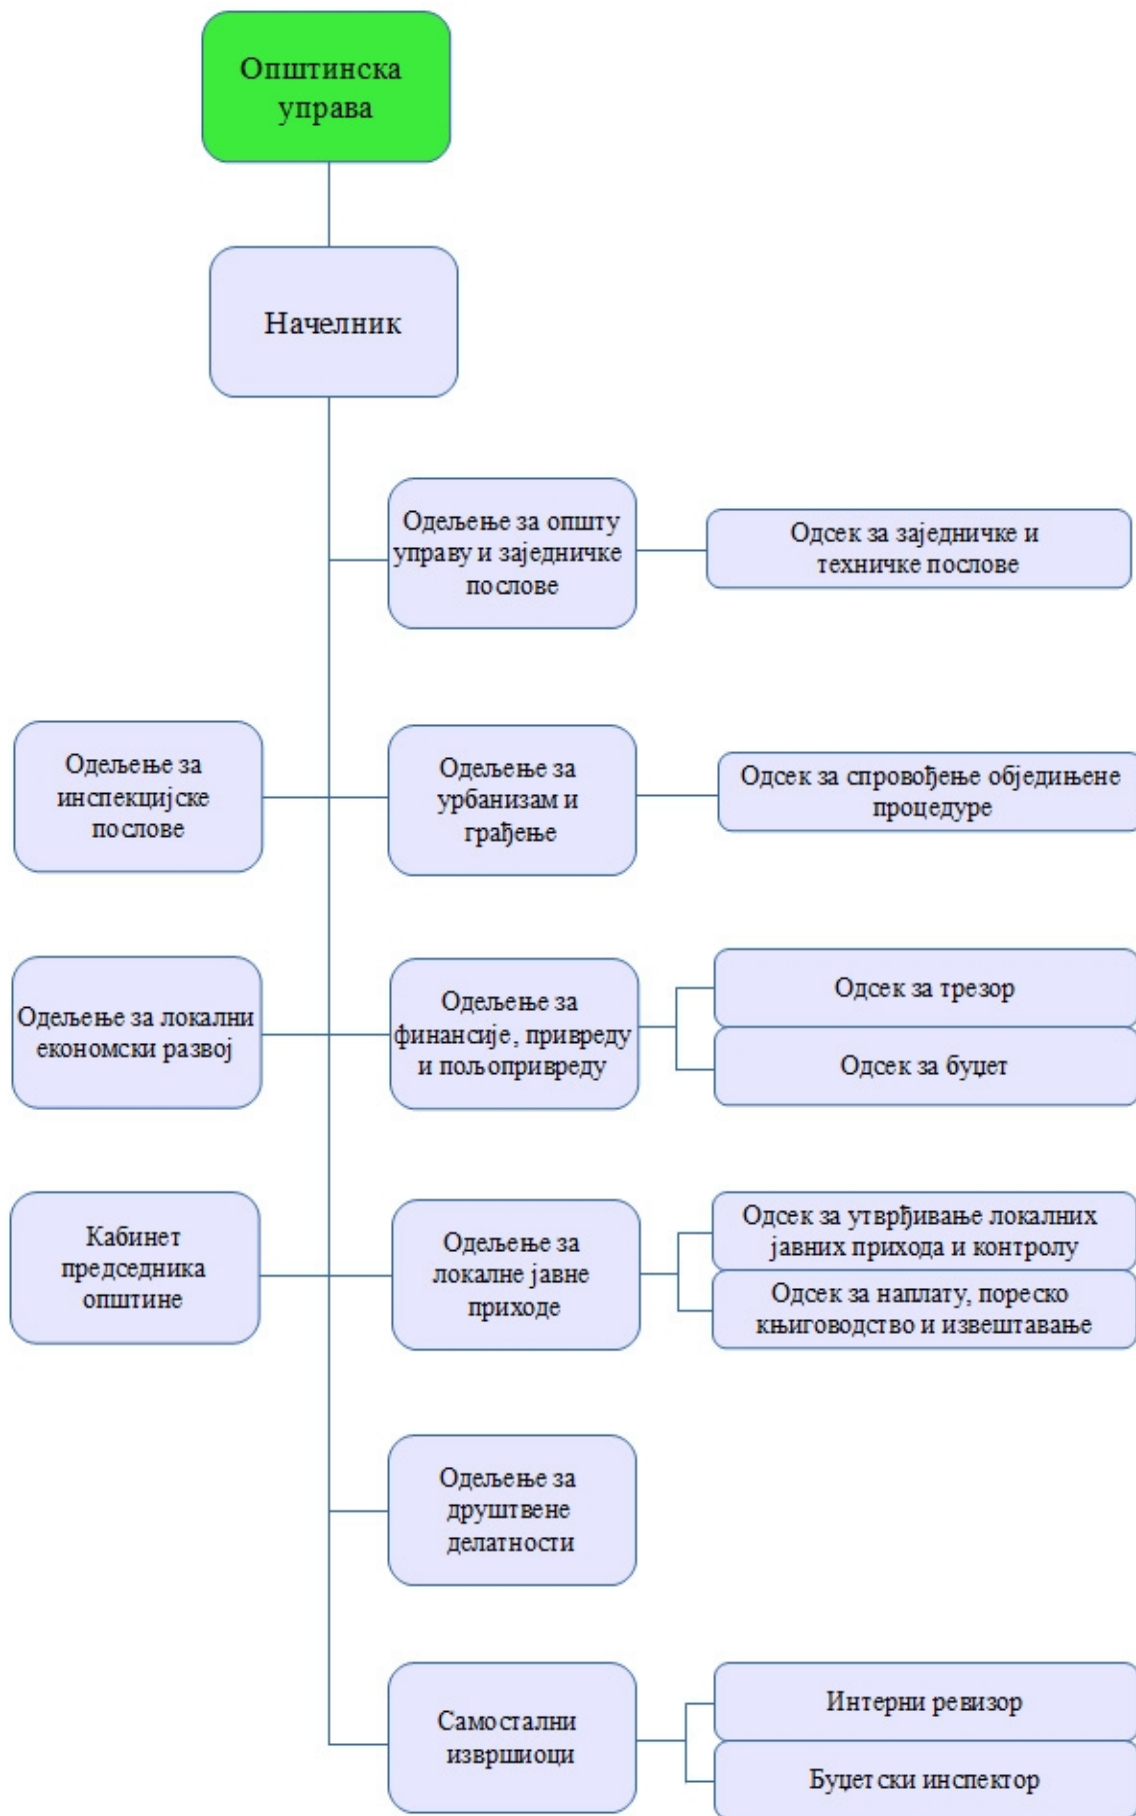 Општинска
управа
Начелник
Одељење за општу
управу и заједничке
послове
Одсек за заједничке и
техничке послове
Одељење за
инспекцијске
послове
Одељење за
урбанизам и
грађење
Одсек за спровођење обједињене
процедуре
Одељење за локални
економски развој
Одељење за
финансије, привреду
и пољопривреду
Одсек за трезор
Одсек за буџет
Кабинет
председника
општине
Одељење за
локалне јавне
приходе
Одсек за утврђивање локалних
јавних прихода и контролу
Одсек за наплату, пореско
књиговодство и извештавање
Одељење за
друштвене
делатности
Самостални
извршиоци
Интерни ревизор
Буџетски инспектор